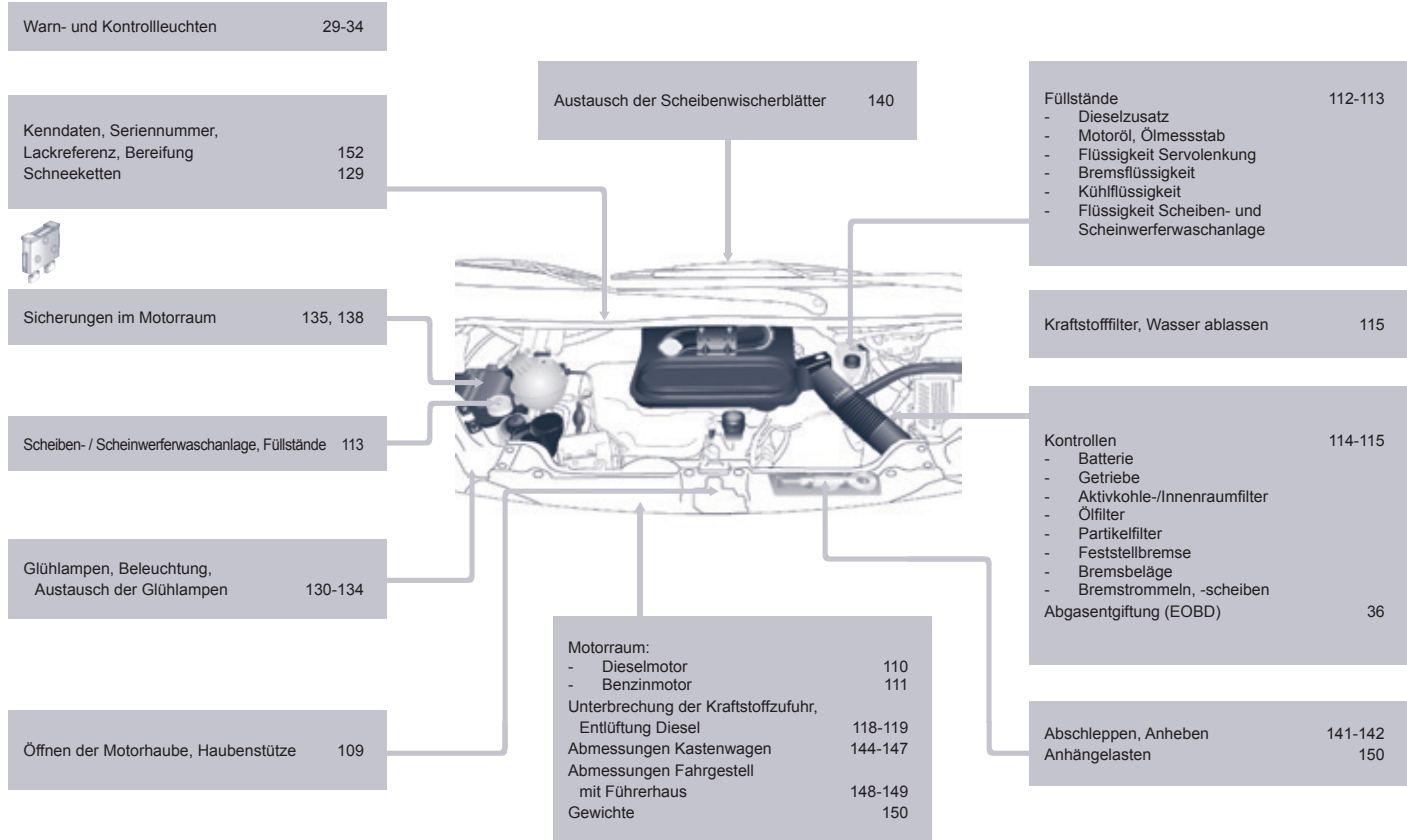 Warn- und Kontrollleuchten 29-34
Kenndaten, Seriennummer,
Lackreferenz, Bereifung 152
Schneeketten 129
Sicherungen im Motorraum 135, 138
Scheiben- / Scheinwerferwaschanlage, Füllstände 113
Glühlampen, Beleuchtung,
Austausch der Glühlampen 130-134
Öffnen der Motorhaube, Haubenstütze 109
Austausch der Scheibenwischerblätter 140
Motorraum:
- Dieselmotor 110
- Benzinmotor 111
Unterbrechung der Kraftstoffzufuhr,
Entlüftung Diesel 118-119
Abmessungen Kastenwagen 144-147
Abmessungen Fahrgestell
mit Führerhaus 148-149
Gewichte 150
Füllstände 112-113
- Dieselzusatz
- Motoröl, Ölmessstab
- Flüssigkeit Servolenkung
- Bremsflüssigkeit
- Kühlflüssigkeit
- Flüssigkeit Scheiben- und
Scheinwerferwaschanlage
Kraftstofffilter, Wasser ablassen 115
Kontrollen 114-115
- Batterie
- Getriebe
- Aktivkohle-/Innenraumfilter
- Ölfilter
- Partikelfilter
- Feststellbremse
- Bremsbeläge
- Bremstrommeln, -scheiben
Abgasentgiftung (EOBD) 36
Abschleppen, Anheben 141-142
Anhängelasten 150